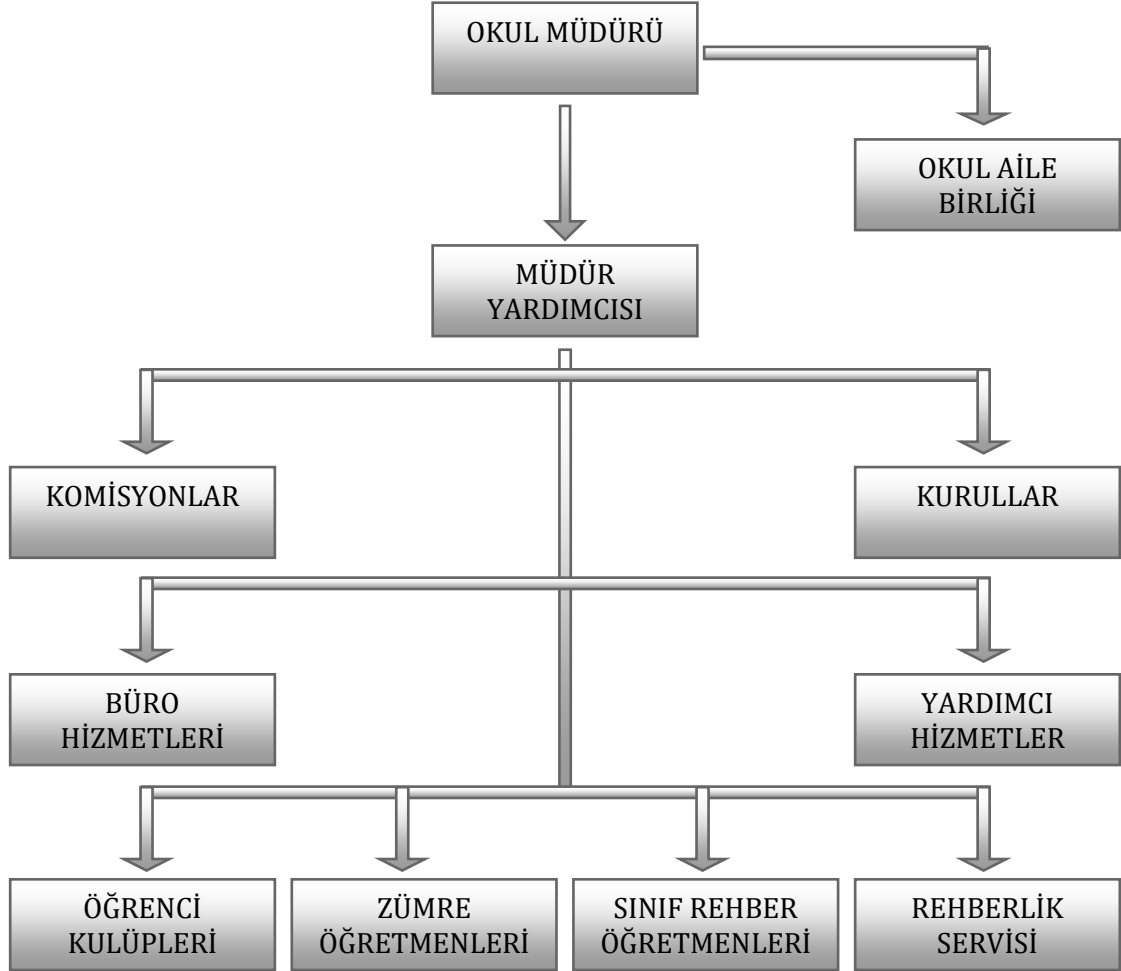 OKUL MÜDÜRÜ
OKUL AİLE
BİRLİĞİ
MÜDÜR
YARDIMCISI
KOMİSYONLAR
KURULLAR
BÜRO
HİZMETLERİ
YARDIMCI
HİZMETLER
ÖĞRENCİ
KULÜPLERİ
ZÜMRE
ÖĞRETMENLERİ
SINIF REHBER
ÖĞRETMENLERİ
REHBERLİK
SERVİSİ